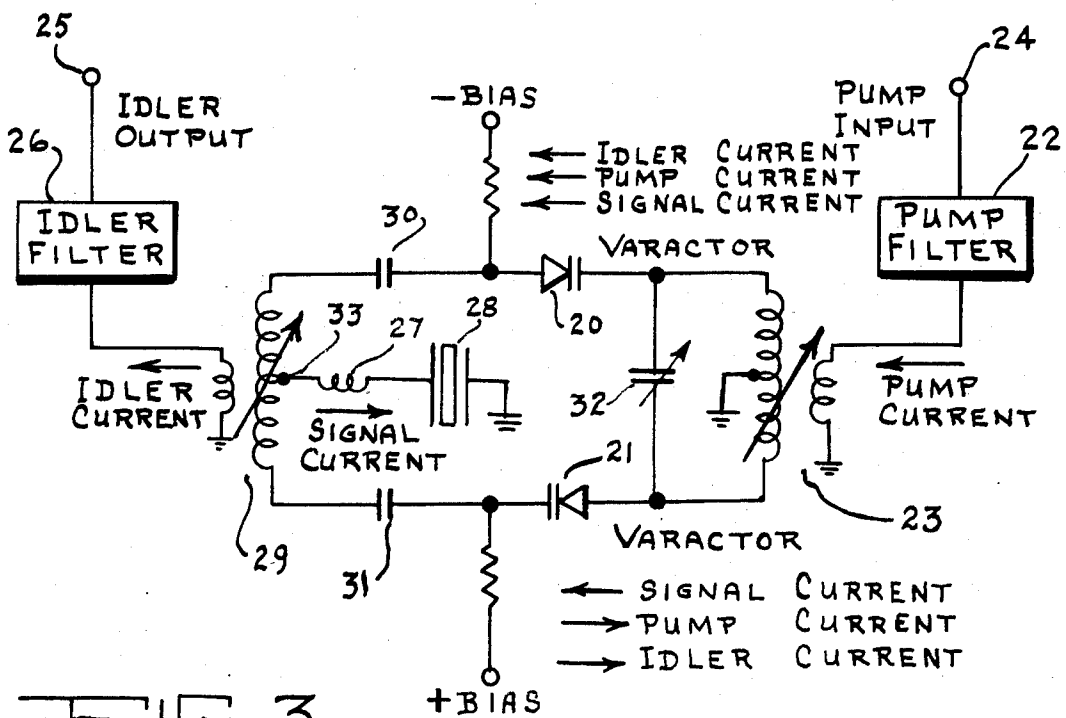 25
24
IDLER
OUTPUT
−BIAS
PUMP
INPUT
26
22
← IDLER CURRENT
← PUMP CURRENT
← SIGNAL CURRENT
IDLER
FILTER
PUMP
FILTER
30
VARACTOR
20
33
27
28
32
IDLER
CURRENT
SIGNAL
CURRENT
PUMP
CURRENT
21
29
31
23
VARACTOR
← SIGNAL CURRENT
→ PUMP CURRENT
→ IDLER CURRENT
+BIAS